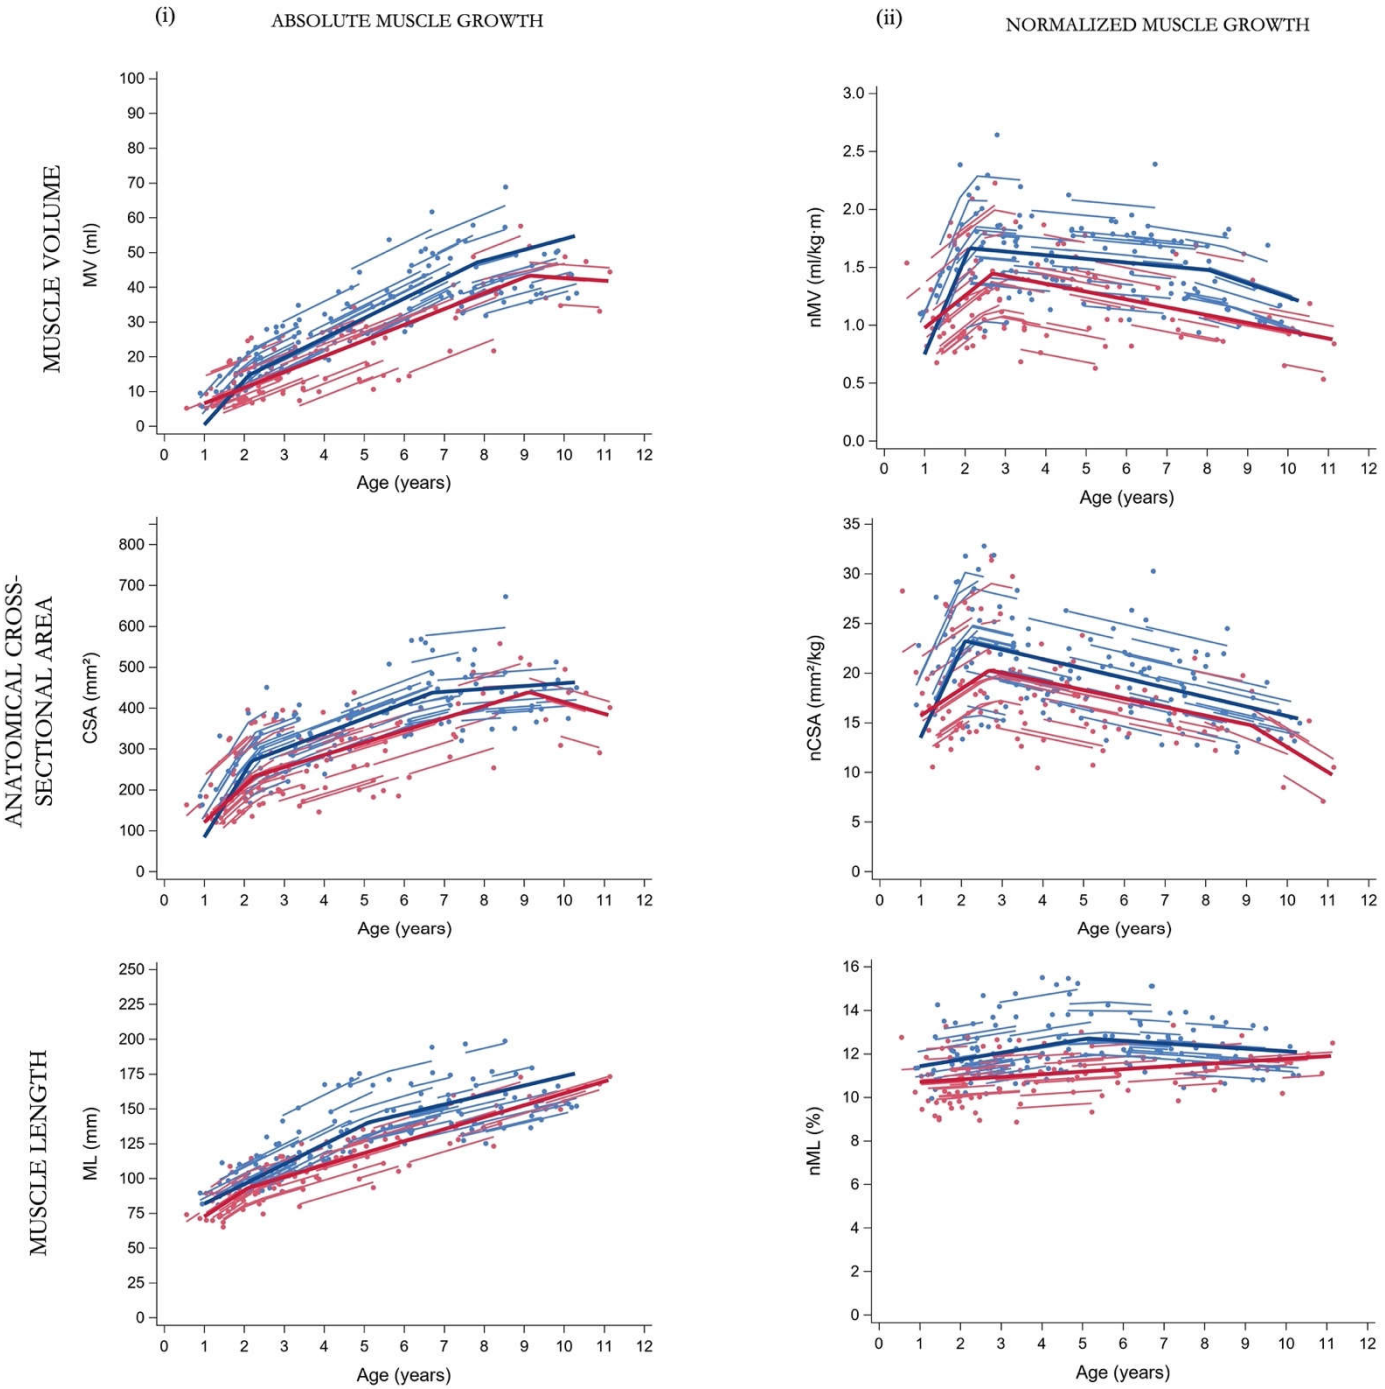 (i)
ABSOLUTE MUSCLE GROWTH
(ii)
NORMALIZED MUSCLE GROWTH
MUSCLE VOLUME
MV (ml)
100
90
80
70
60
50
40
30
20
10
0
0 1 2 3 4 5 6 7 8 9 10 11 12
Age (years)
nMV (ml/kg·m)
3.0
2.5
2.0
1.5
1.0
0.5
0.0
0 1 2 3 4 5 6 7 8 9 10 11 12
Age (years)
ANATOMICAL CROSS-
SECTIONAL AREA
CSA (mm²)
800
700
600
500
400
300
200
100
0
0 1 2 3 4 5 6 7 8 9 10 11 12
Age (years)
nCSA (mm²/kg)
35
30
25
20
15
10
5
0
0 1 2 3 4 5 6 7 8 9 10 11 12
Age (years)
MUSCLE LENGTH
ML (mm)
250
225
200
175
150
125
100
75
50
25
0
0 1 2 3 4 5 6 7 8 9 10 11 12
Age (years)
nML (%)
16
14
12
10
8
6
4
2
0
0 1 2 3 4 5 6 7 8 9 10 11 12
Age (years)